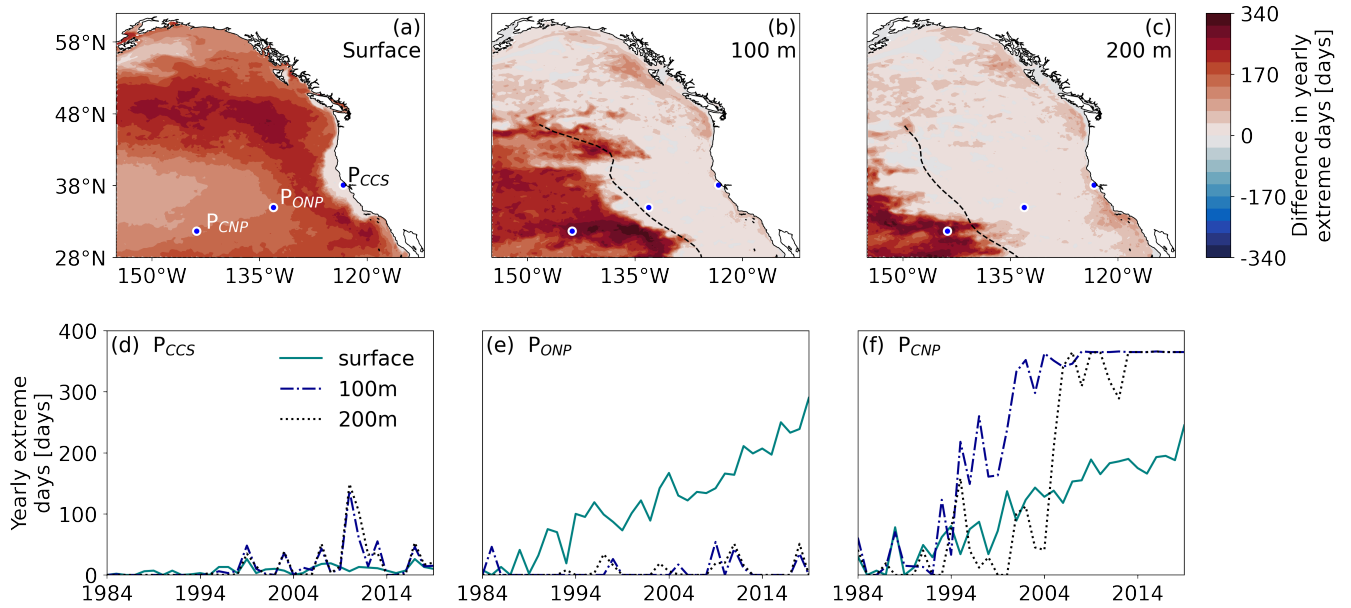 (a)
Surface
(b)
100 m
(c)
200 m
58°N
48°N
38°N
28°N
P_CCS
P_ONP
P_CNP
150°W 135°W 120°W
150°W 135°W 120°W
150°W 135°W 120°W
340
170
0
-170
-340
Difference in yearly
extreme days [days]
(d) P_CCS
surface
100m
200m
(e) P_ONP
(f) P_CNP
400
300
200
100
0
Yearly extreme
days [days]
1984 1994 2004 2014
1984 1994 2004 2014
1984 1994 2004 2014